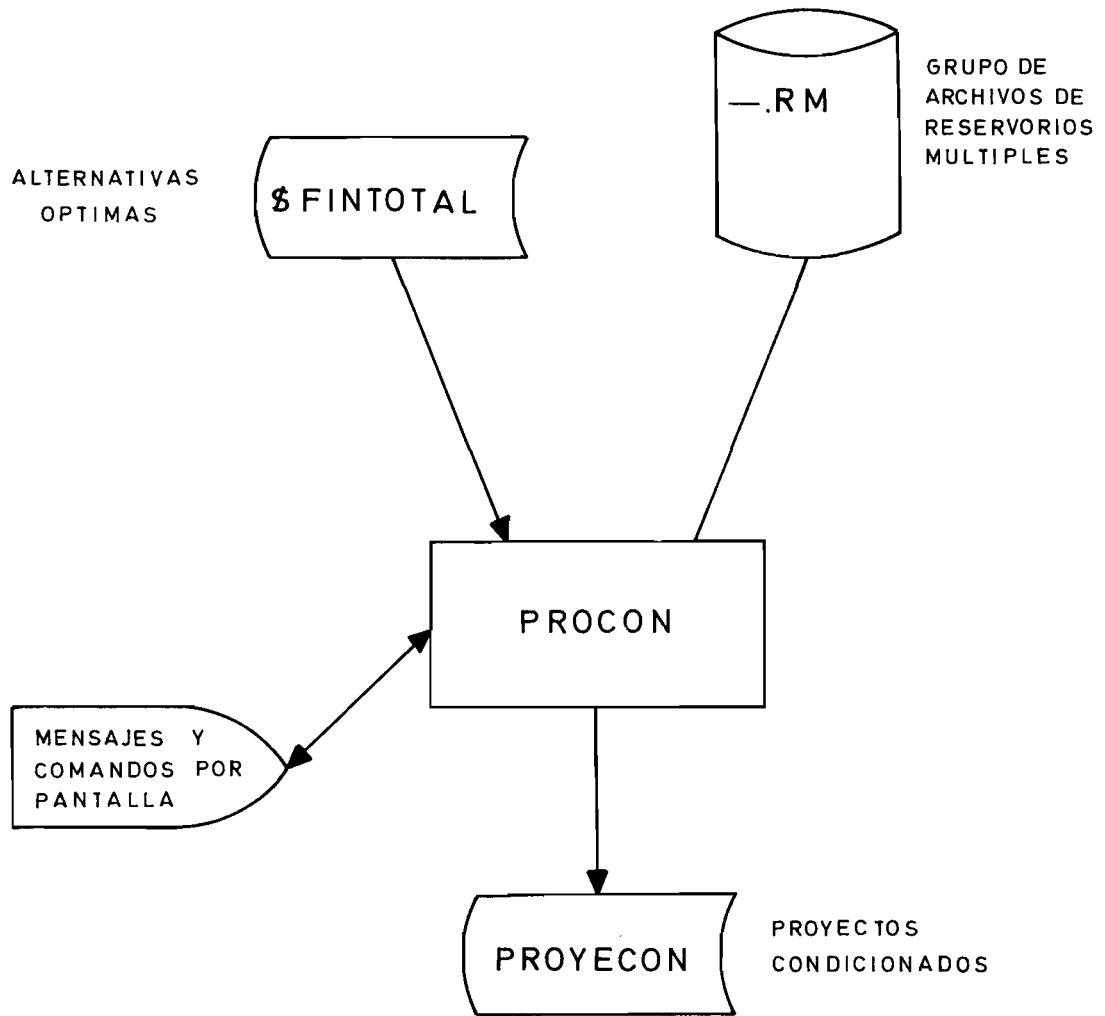 —.RM
GRUPO DE
ARCHIVOS DE
RESERVORIOS
MULTIPLES
ALTERNATIVAS
OPTIMAS
$FINTOTAL
PROCON
MENSAJES Y
COMANDOS POR
PANTALLA
PROYECON
PROYECTOS
CONDICIONADOS